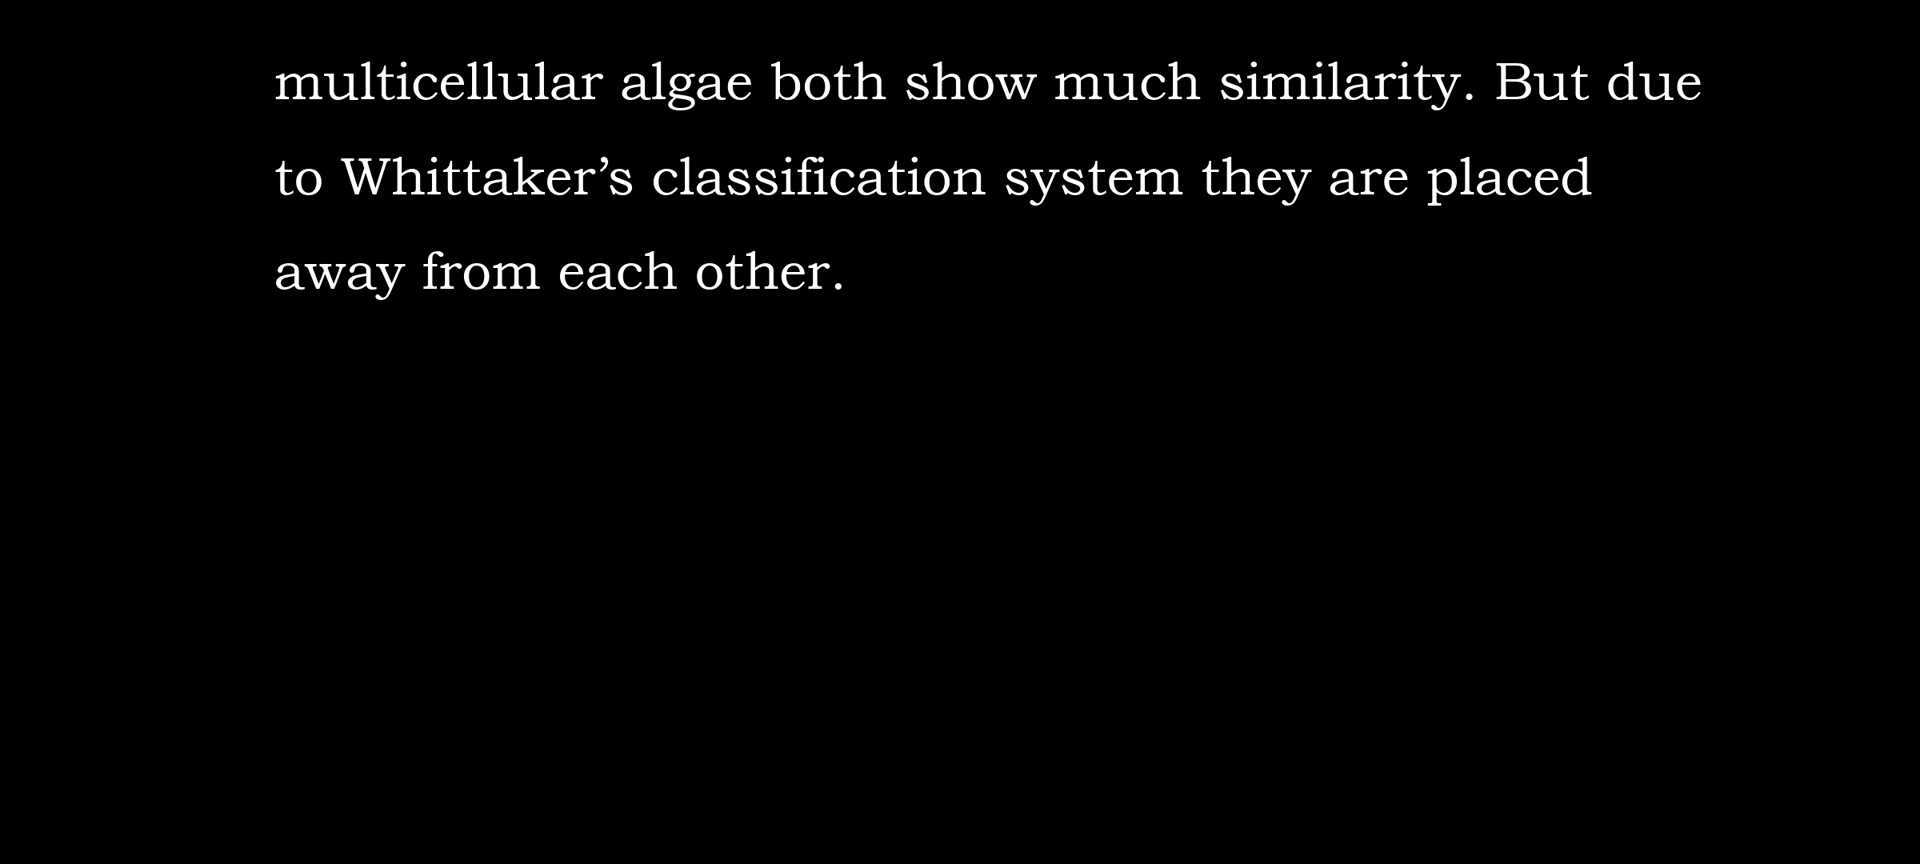 multicellular algae both show much similarity. But due
to Whittaker’s classification system they are placed
away from each other.